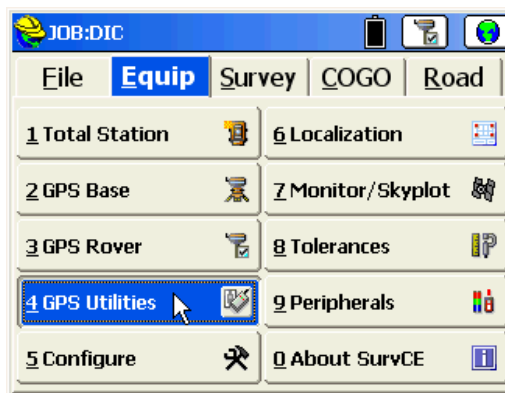 JOB:DIC
File Equip Survey COGO Road
1 Total Station
2 GPS Base
3 GPS Rover
4 GPS Utilities
5 Configure
6 Localization
7 Monitor/Skyplot
8 Tolerances
9 Peripherals
0 About SurvCE